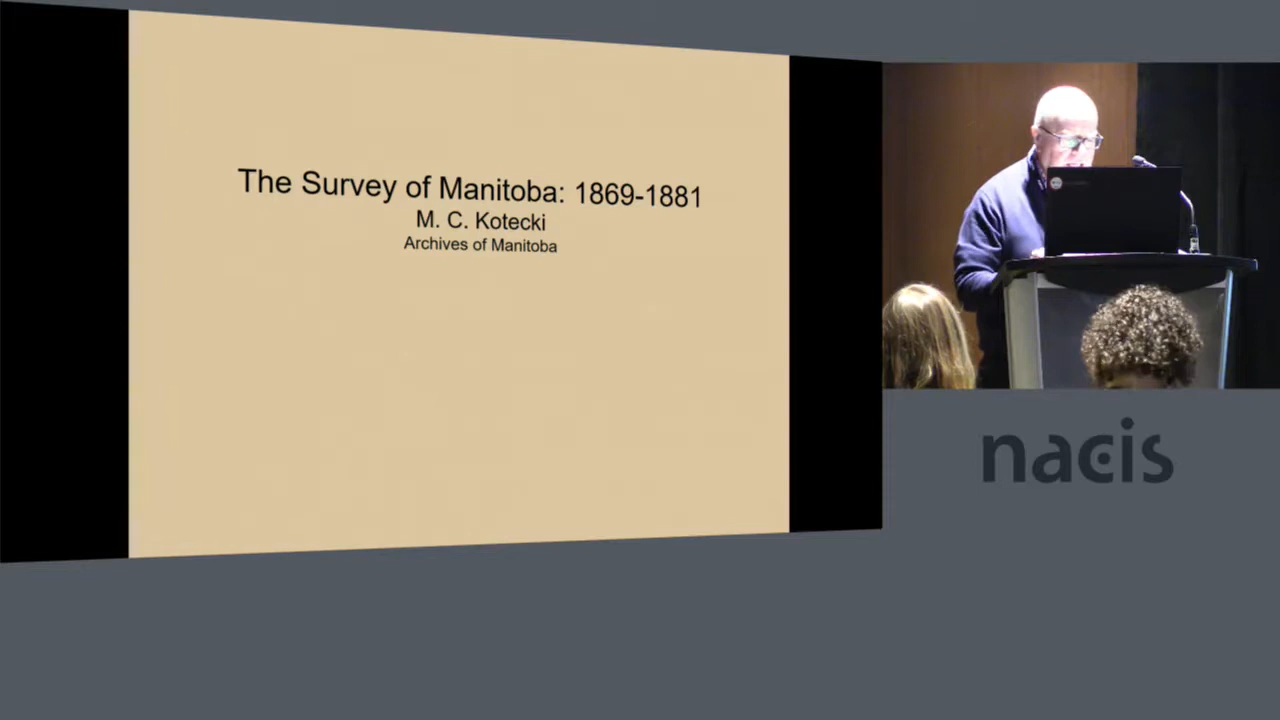 The Survey of Manitoba: 1869-1881
M. C. Kotecki
Archives of Manitoba
nacis